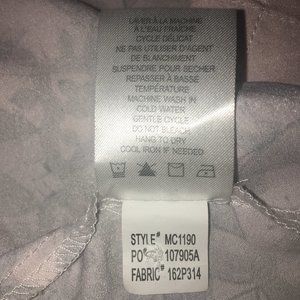 LAVER À LA MACHINE
À L'EAU FRAÎCHE
CYCLE DÉLICAT
NE PAS UTILISER D'AGENT
DE BLANCHIMENT
SUSPENDRE POUR SECHER
REPASSER À BASSE
TEMPÉRATURE
MACHINE WASH IN
COLD WATER
GENTLE CYCLE
DO NOT BLEACH
HANG TO DRY
COOL IRON IF NEEDED
STYLE# MC1190
PO# 107905A
FABRIC# 162P314